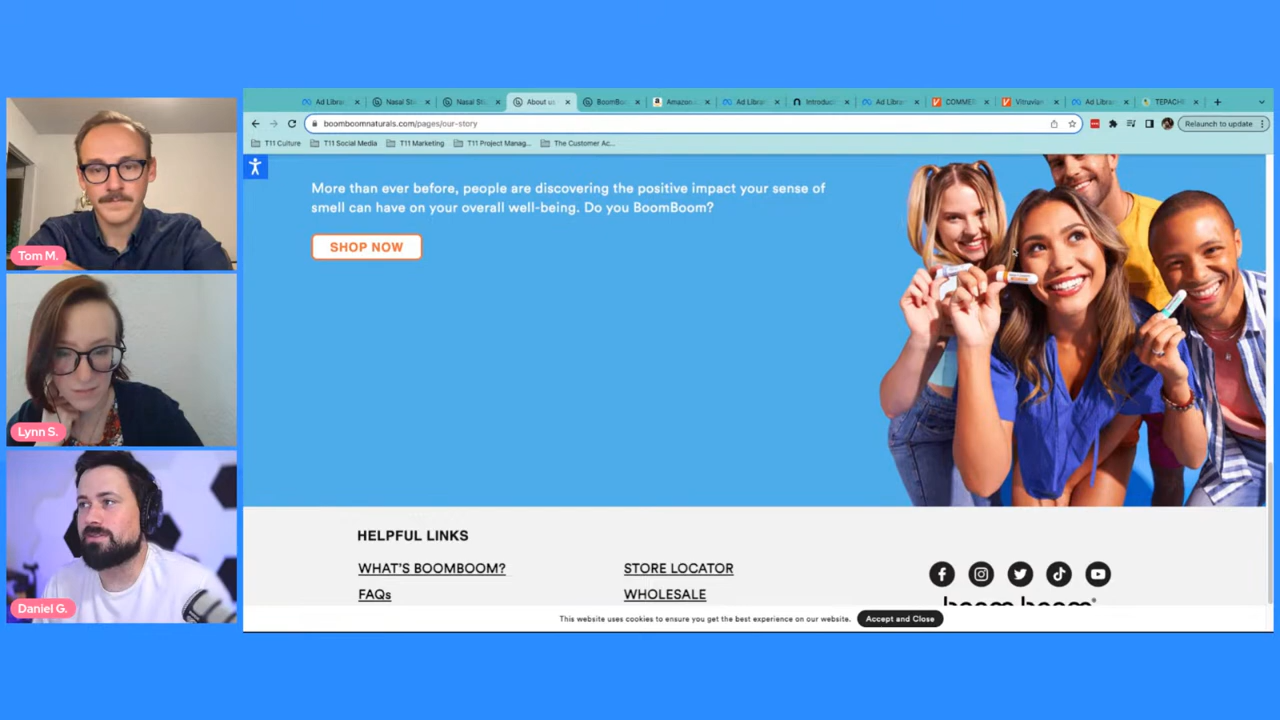 Tom M.
Lynn S.
Daniel G.
Ad Librar
Nasal Sti
Nasal Sti
About us
BoomBoo
Amazon
Ad Librar
Introduc
Ad Librar
COMMER
Vitruvian
Ad Librar
TEPACHE
boomboomnaturals.com/pages/our-story
Relaunch to update
T11 Culture
T11 Social Media
T11 Marketing
T11 Project Manag...
The Customer Ac...
More than ever before, people are discovering the positive impact your sense of
smell can have on your overall well-being. Do you BoomBoom?
SHOP NOW
HELPFUL LINKS
WHAT'S BOOMBOOM?
STORE LOCATOR
FAQs
WHOLESALE
boom boom®
This website uses cookies to ensure you get the best experience on our website.
Accept and Close